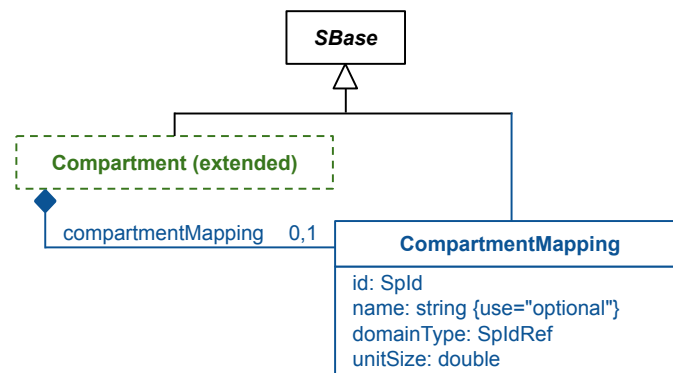 SBase
Compartment (extended)
compartmentMapping 0,1
CompartmentMapping
id: SpId
name: string {use="optional"}
domainType: SpIdRef
unitSize: double